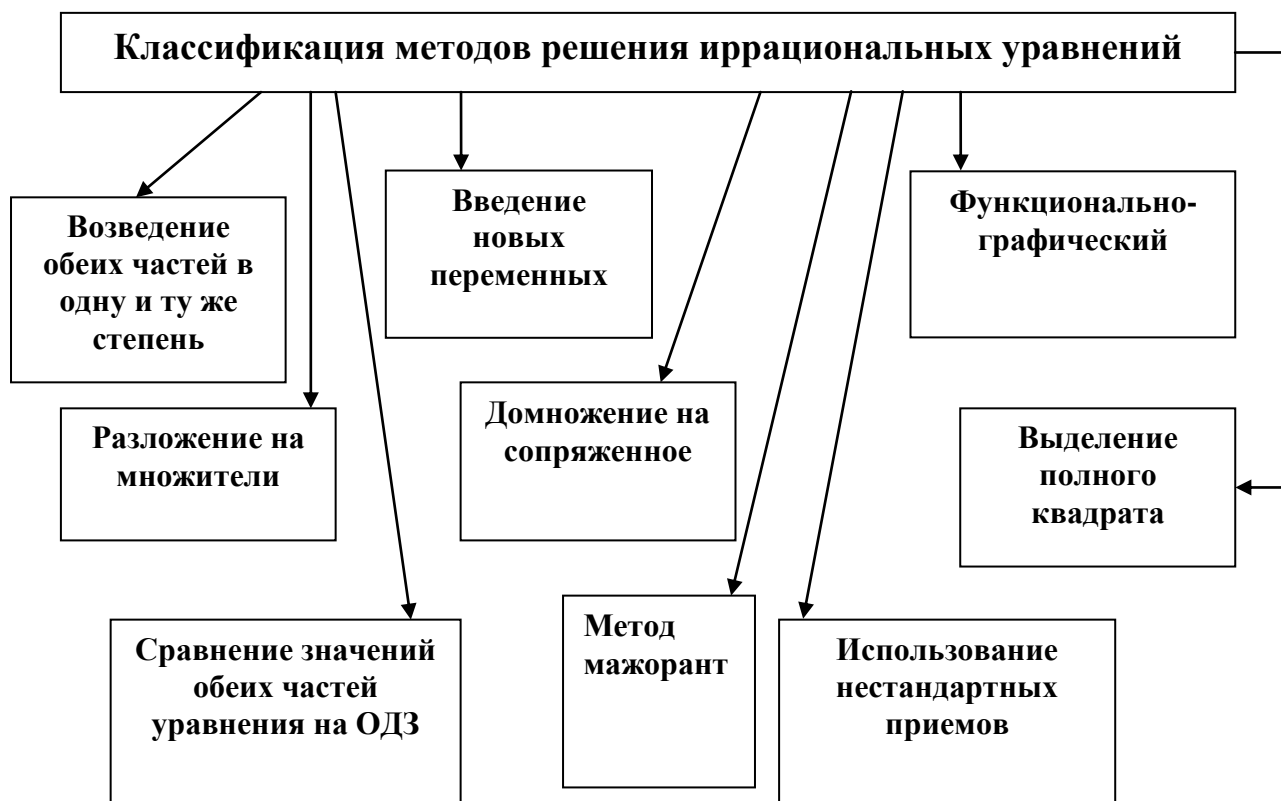 Классификация методов решения иррациональных уравнений
Возведение
обеих частей в
одну и ту же
степень
Введение
новых
переменных
Функционально-
графический
Разложение на
множители
Домножение на
сопряженное
Выделение
полного
квадрата
Сравнение значений
обеих частей
уравнения на ОДЗ
Метод
мажорант
Использование
нестандартных
приемов